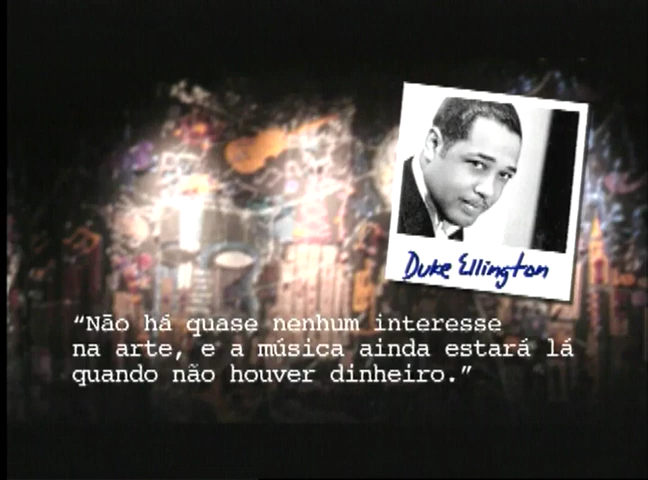 Duke Ellington
“Não há quase nenhum interesse
na arte, e a música ainda estará lá
quando não houver dinheiro.”